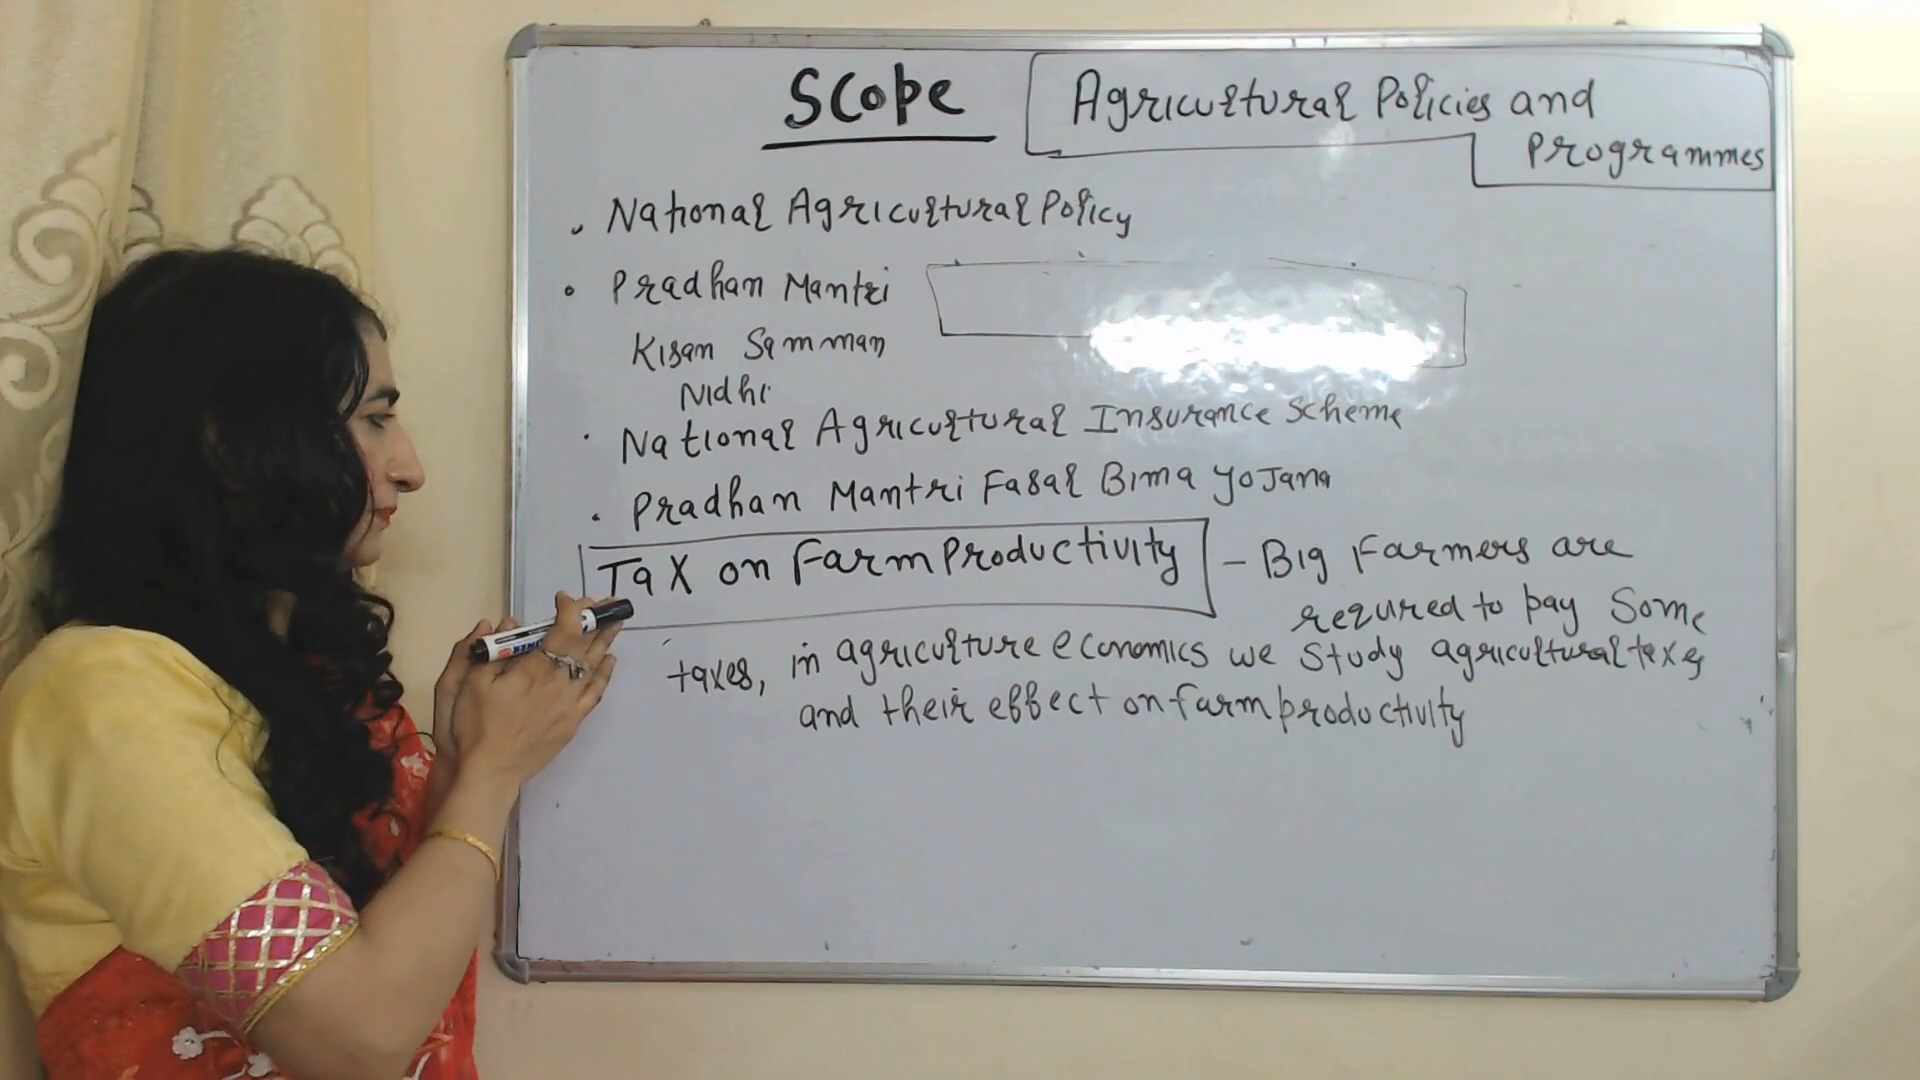 Scope
Agricultural Policies and
Programmes
• National Agricultural Policy
• Pradhan Mantri
Kisan Samman
Nidhi
• National Agricultural Insurance Scheme
• Pradhan Mantri Fasal Bima Yojana
Tax on Farm Productivity - Big Farmers are
requred to pay Some
taxes, in agriculture economics we Study agricultural taxes
and their effect on farm productivity